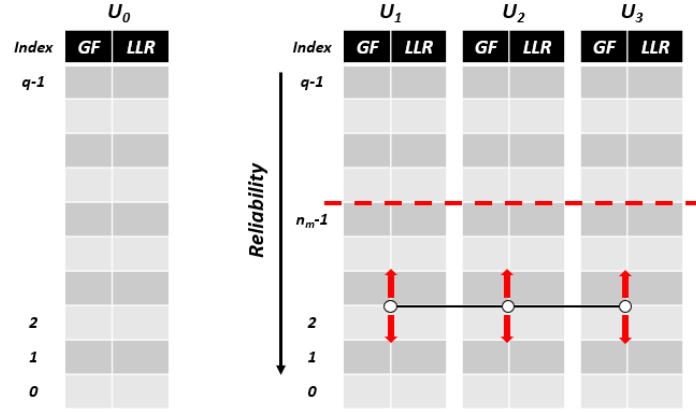 U0 U1 U2 U3
Index GF LLR Index GF LLR GF LLR GF LLR
q-1 q-1
Reliability
nm-1
2 2
1 1
0 0